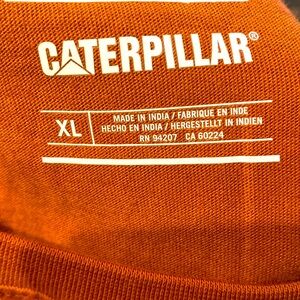 CATERPILLAR®
XL
MADE IN INDIA / FABRIQUE EN INDE
HECHO EN INDIA / HERGESTELLT IN INDIEN
RN 94207 CA 60224